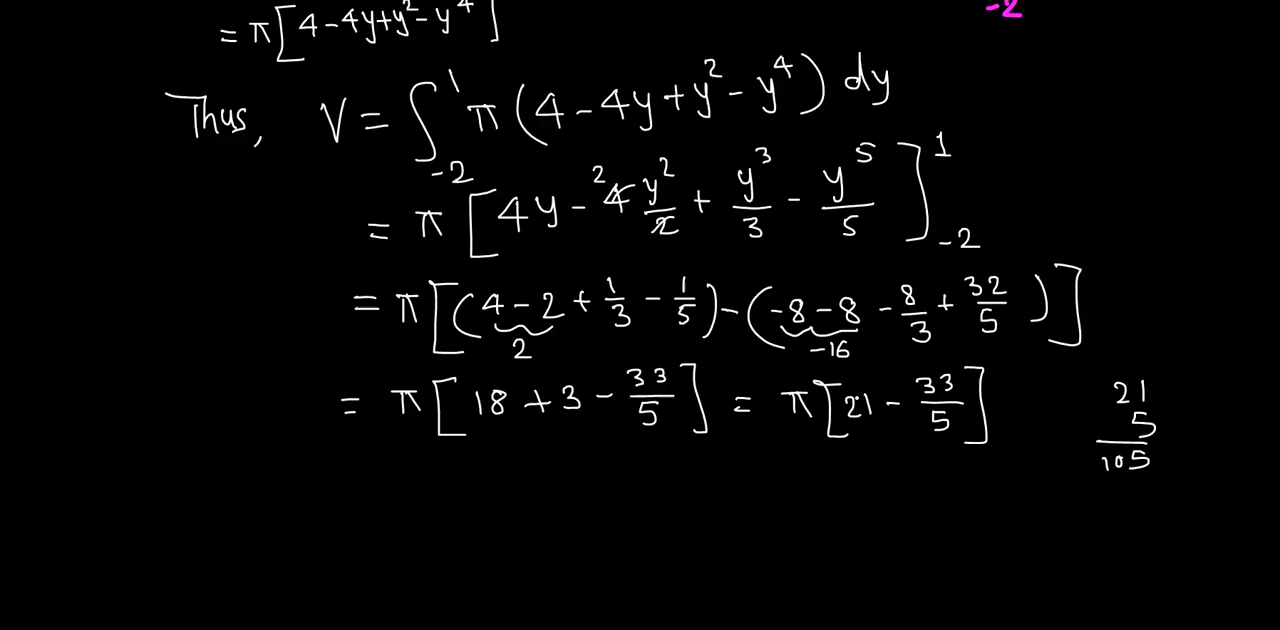 = π[4-4y+y²-y⁴]
-2
Thus, V = ∫₋₂¹ π(4-4y+y²-y⁴) dy
= π[4y - ²4 y²/2 + y³/3 - y⁵/5]₋₂¹
= π[(4-2+1/3-1/5)-(-8-8-8/3+32/5)]
2 -16
= π[18+3-33/5] = π[21-33/5]
21
5
105